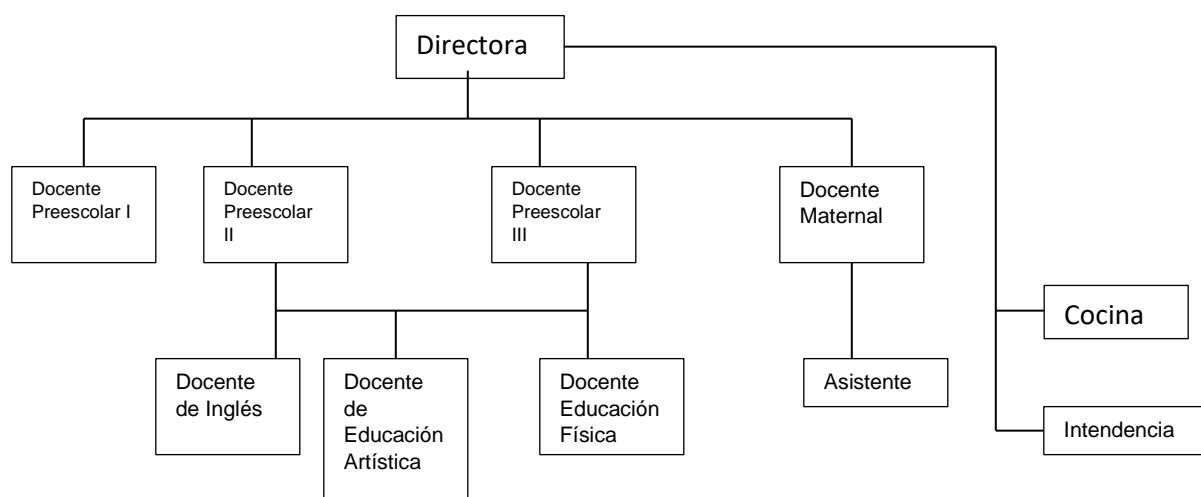 Directora
Docente
Preescolar I
Docente
Preescolar
II
Docente
Preescolar
III
Docente
Maternal
Cocina
Docente
de Inglés
Docente
de
Educación
Artística
Docente
Educación
Física
Asistente
Intendencia